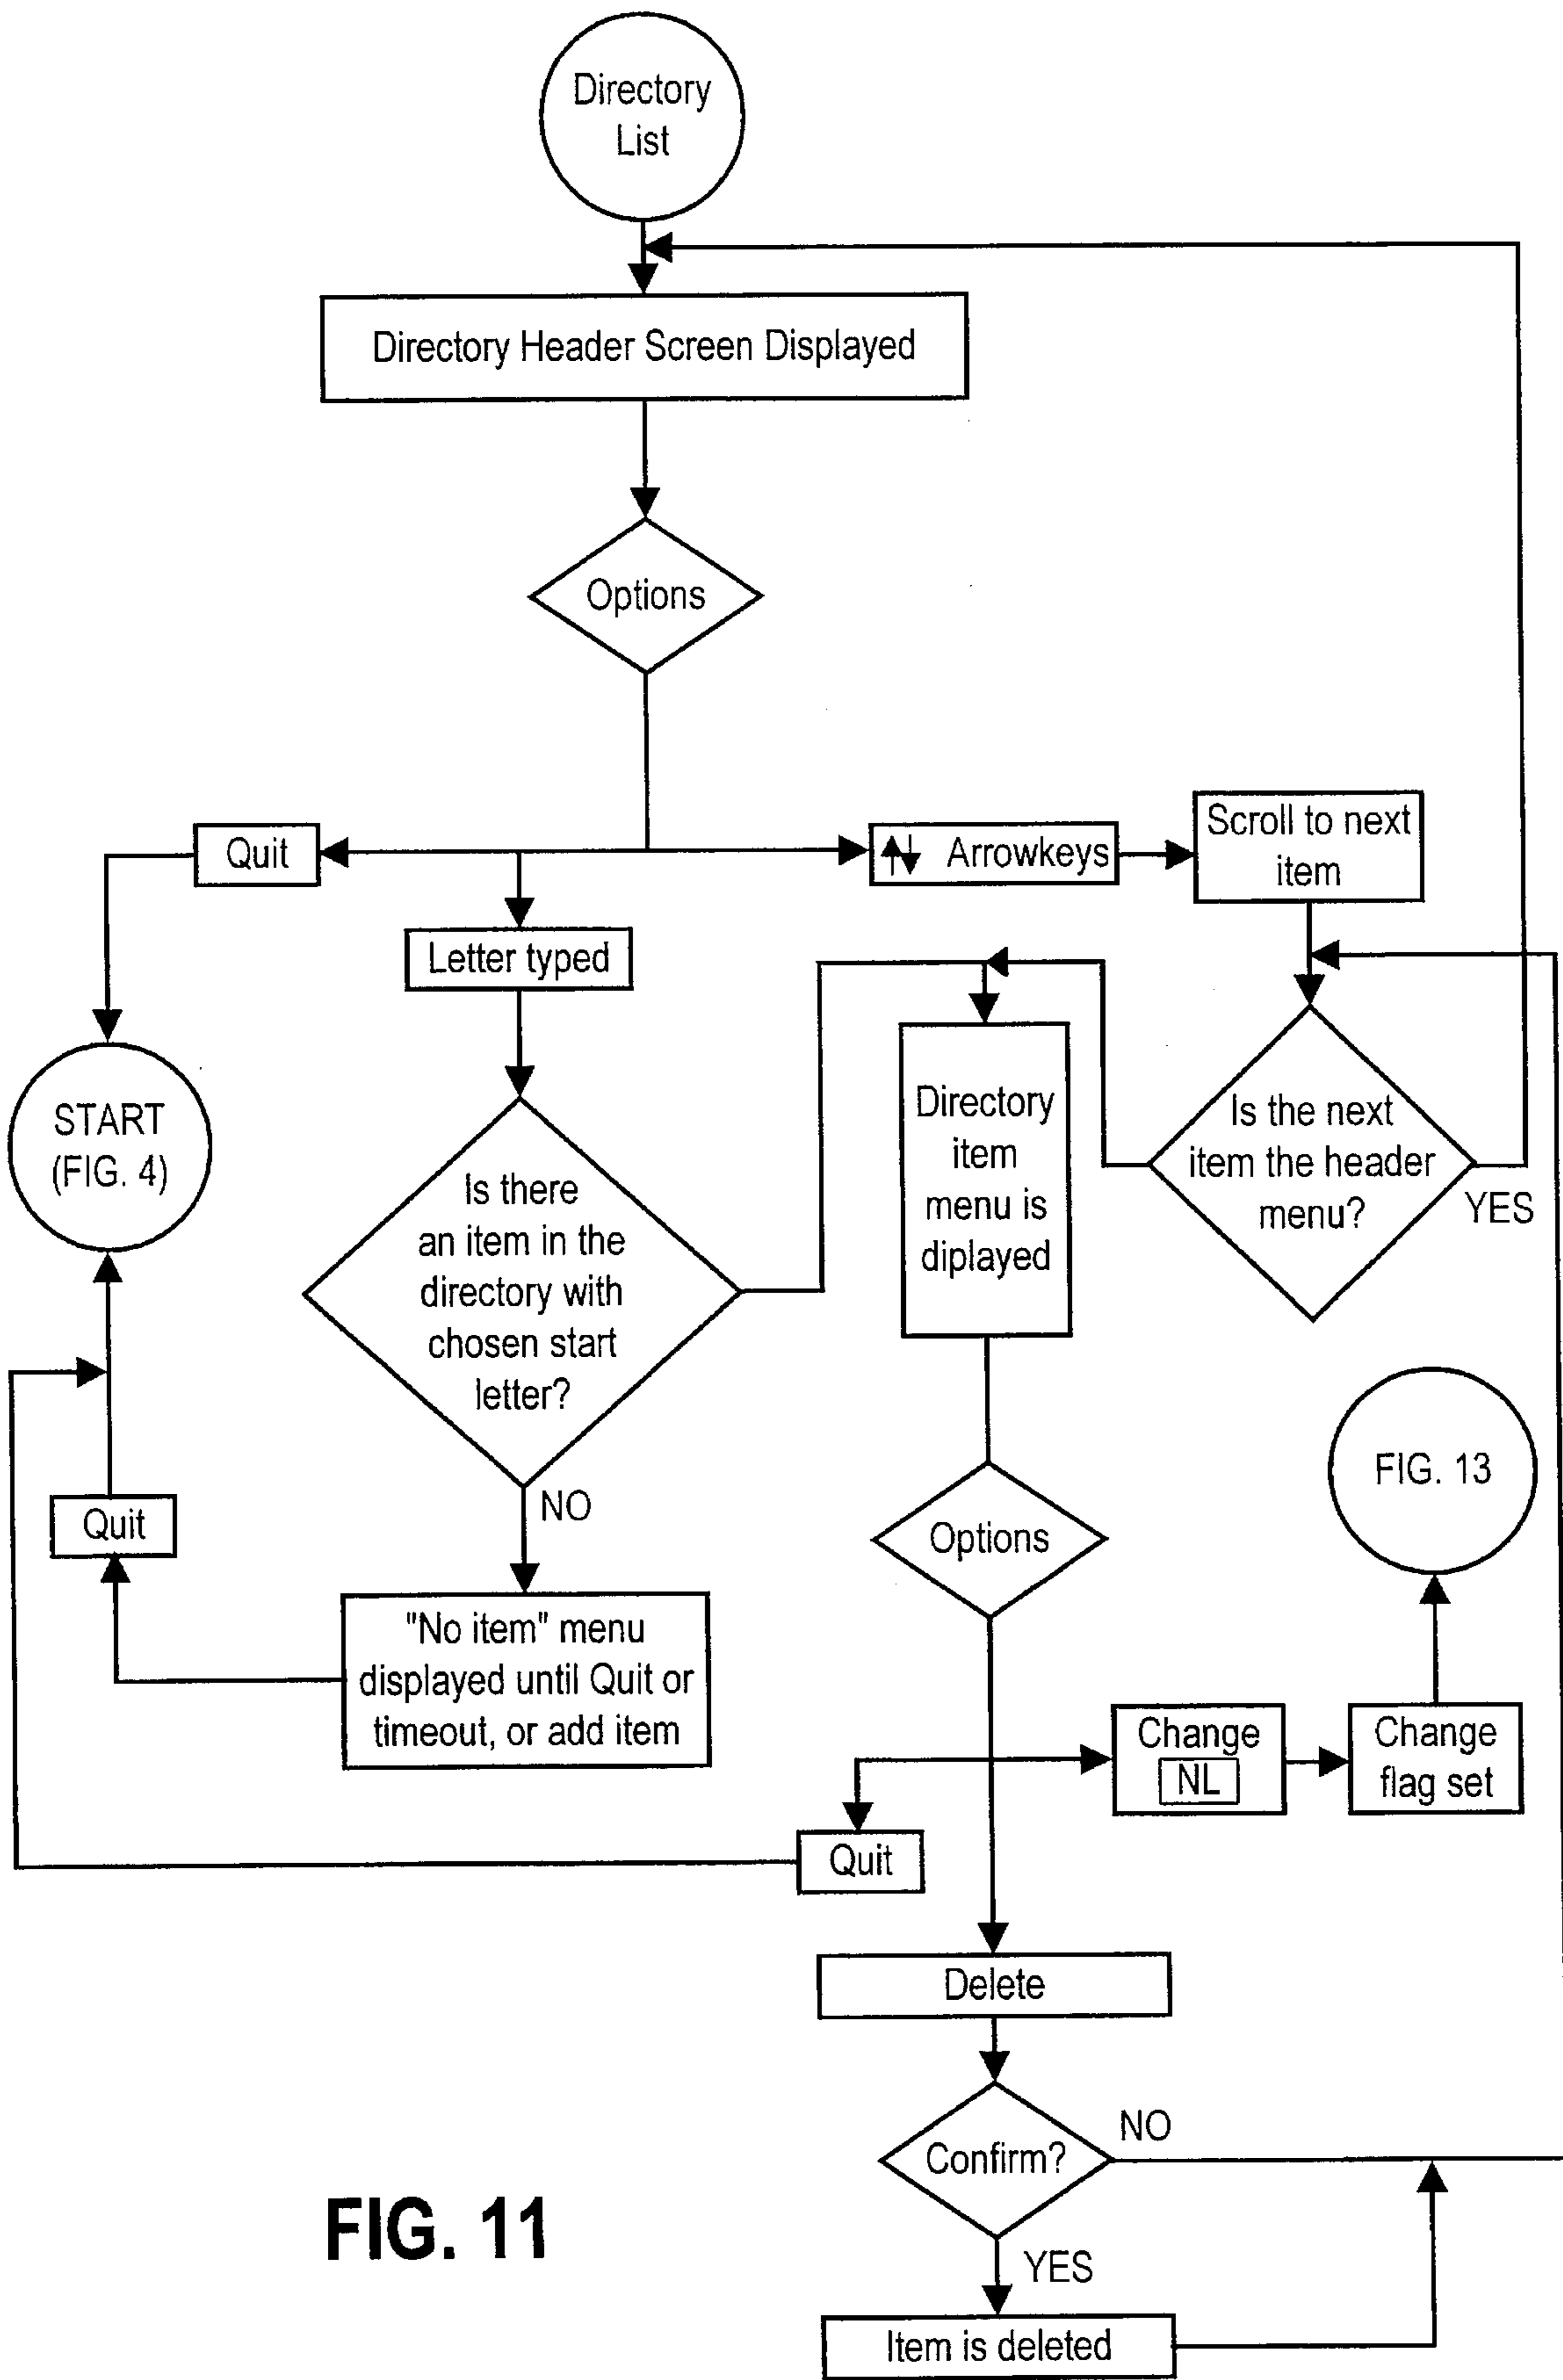 Directory
List
Directory Header Screen Displayed
Options
Quit
Arrowkeys
Scroll to next
item
Letter typed
START
(FIG. 4)
Is there
an item in the
directory with
chosen start
letter?
Directory
item
menu is
diplayed
Is the next
item the header
menu?
YES
NO
Quit
"No item" menu
displayed until Quit or
timeout, or add item
Options
FIG. 13
Change
NL
Change
flag set
Quit
Delete
Confirm?
NO
YES
Item is deleted
FIG. 11